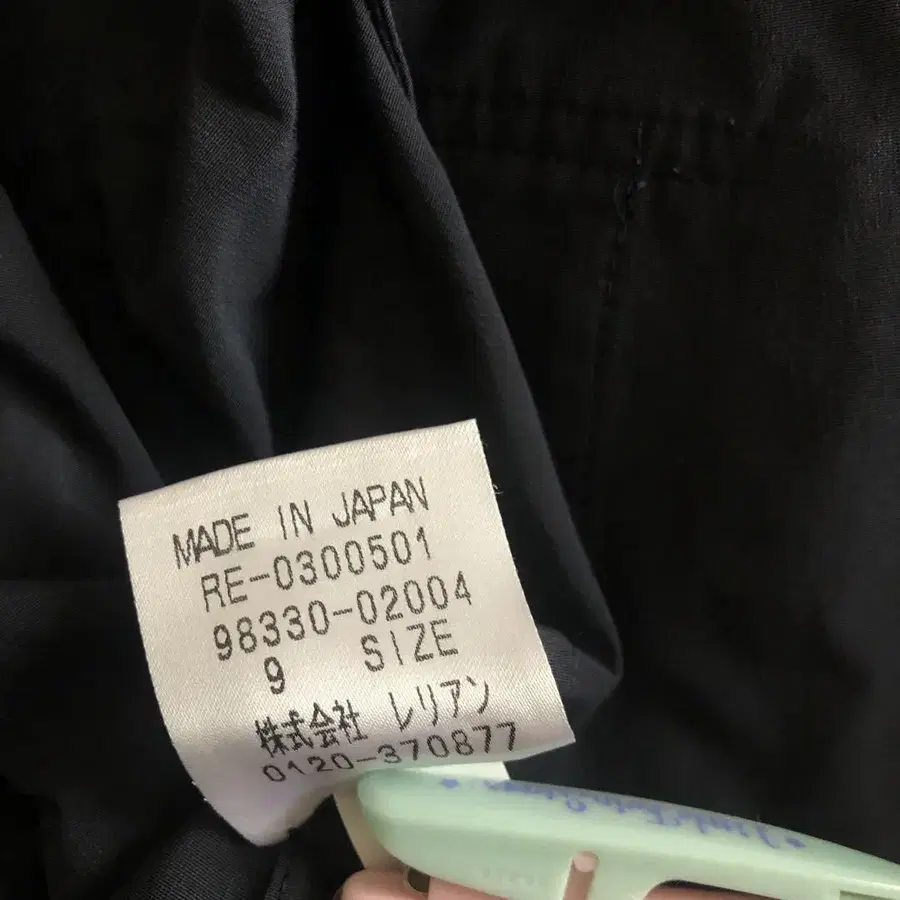 MADE IN JAPAN
RE-0300501
98330-02004
9 SIZE
株式会社 レリアン
0120-370877